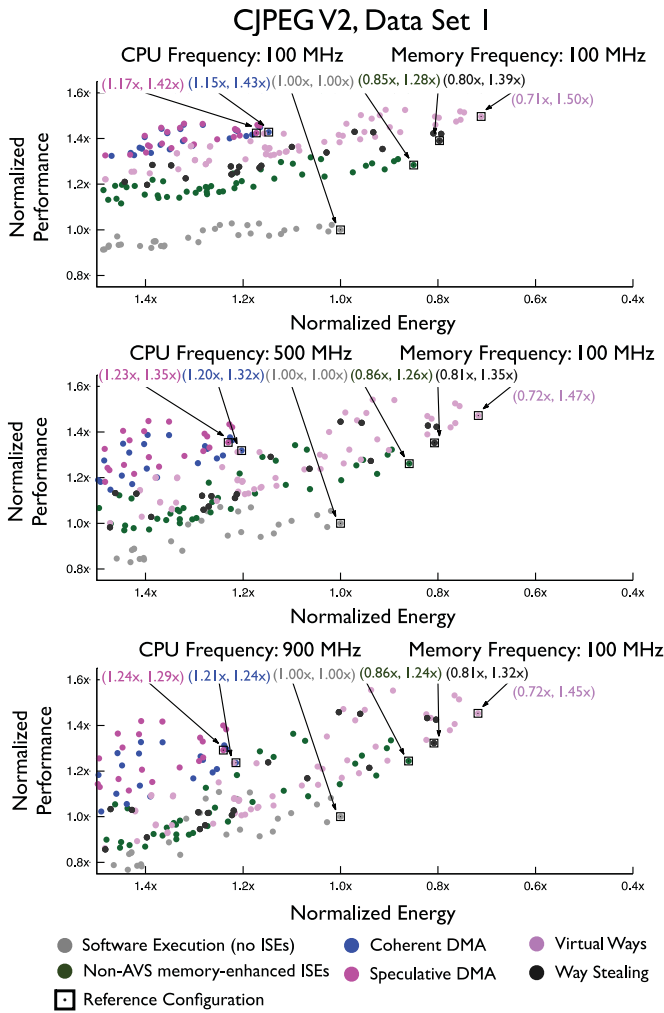 CJPEG V2, Data Set 1
CPU Frequency: 100 MHz Memory Frequency: 100 MHz
(1.17x, 1.42x) (1.15x, 1.43x) (1.00x, 1.00x) (0.85x, 1.28x) (0.80x, 1.39x)
(0.71x, 1.50x)
1.6x
1.4x
1.2x
1.0x
0.8x
Normalized
Performance
1.4x 1.2x 1.0x 0.8x 0.6x 0.4x
Normalized Energy
CPU Frequency: 500 MHz Memory Frequency: 100 MHz
(1.23x, 1.35x) (1.20x, 1.32x) (1.00x, 1.00x) (0.86x, 1.26x) (0.81x, 1.35x)
(0.72x, 1.47x)
1.6x
1.4x
1.2x
1.0x
0.8x
Normalized
Performance
1.4x 1.2x 1.0x 0.8x 0.6x 0.4x
Normalized Energy
CPU Frequency: 900 MHz Memory Frequency: 100 MHz
(1.24x, 1.29x) (1.21x, 1.24x) (1.00x, 1.00x) (0.86x, 1.24x) (0.81x, 1.32x)
(0.72x, 1.45x)
1.6x
1.4x
1.2x
1.0x
0.8x
Normalized
Performance
1.4x 1.2x 1.0x 0.8x 0.6x 0.4x
Normalized Energy
Software Execution (no ISEs) Coherent DMA Virtual Ways
Non-AVS memory-enhanced ISEs Speculative DMA Way Stealing
Reference Configuration